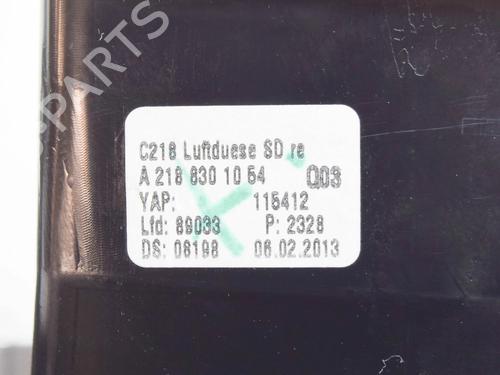 PARTS
C218 Luftduese SD re
A 218 830 10 54 Q03
YAP: 115412
Lfd: 89033 P: 2328
DS: 08198 06.02.2013